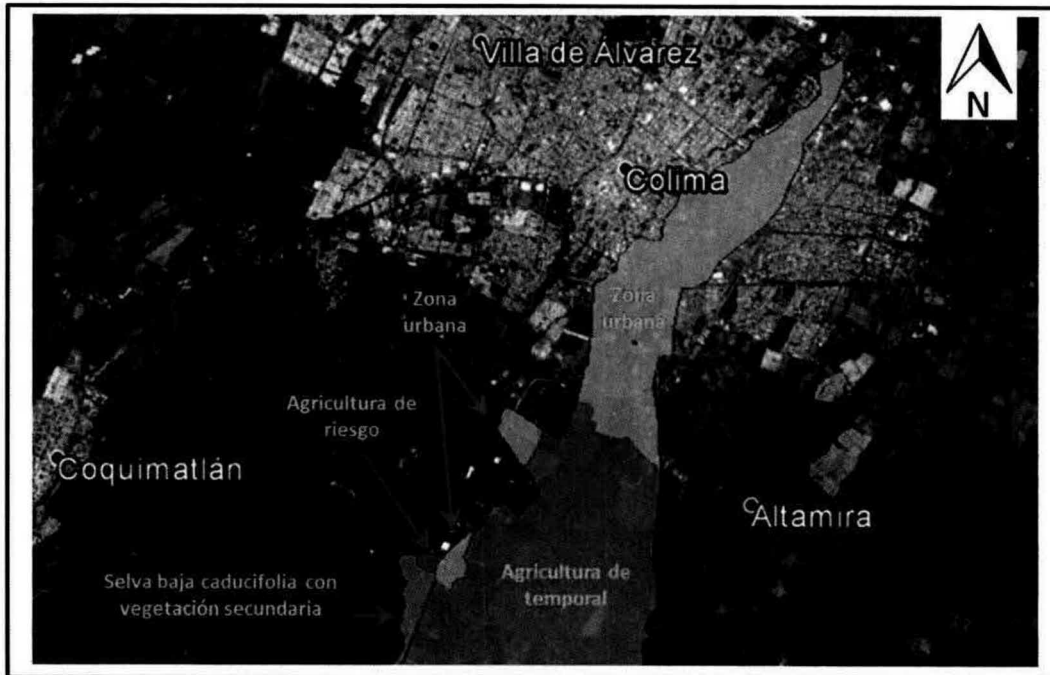 Villa de Álvarez
N
Colima
Zona
urbana
Zona
urbana
Agricultura de
riesgo
Coquimatlán
Altamira
Selva baja caducifolia con
vegetación secundaria
Agricultura de
temporal